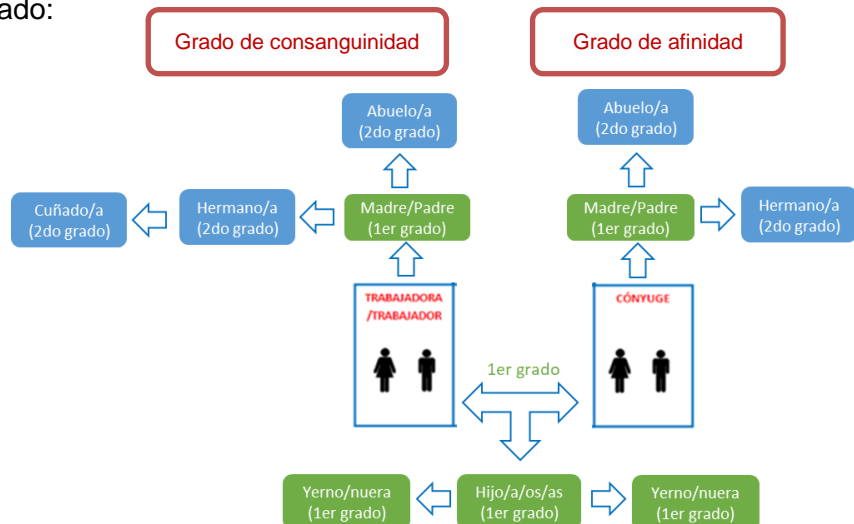 ado:
Grado de consanguinidad
Grado de afinidad
Abuelo/a
(2do grado)
Abuelo/a
(2do grado)
Cuñado/a
(2do grado)
Hermano/a
(2do grado)
Madre/Padre
(1er grado)
Madre/Padre
(1er grado)
Hermano/a
(2do grado)
TRABAJADORA
/TRABAJADOR
CÓNYUGE
1er grado
Yerno/nuera
(1er grado)
Hijo/a/os/as
(1er grado)
Yerno/nuera
(1er grado)